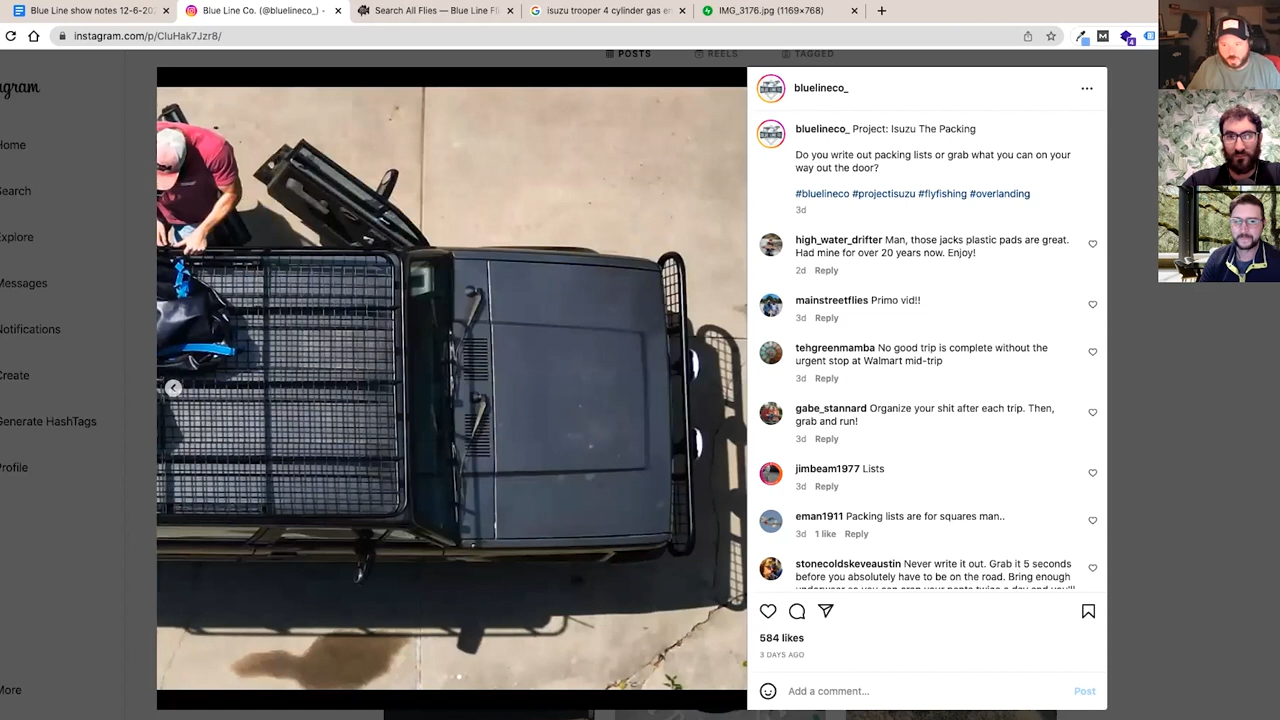 Blue Line show notes 12-6-20
Blue Line Co. (@bluelineco_) •
Search All Flies — Blue Line Fli
isuzu trooper 4 cylinder gas en
IMG_3176.jpg (1169×768)
instagram.com/p/CIuHak7Jzr8/
POSTS
REELS
TAGGED
gram
Home
Search
Explore
Messages
Notifications
Create
Generate HashTags
Profile
More
bluelineco_
bluelineco_ Project: Isuzu The Packing
Do you write out packing lists or grab what you can on your
way out the door?
#bluelineco #projectisuzu #flyfishing #overlanding
3d
high_water_drifter Man, those jacks plastic pads are great.
Had mine for over 20 years now. Enjoy!
2d Reply
mainstreetflies Primo vid!!
3d Reply
tehgreenmamba No good trip is complete without the
urgent stop at Walmart mid-trip
3d Reply
gabe_stannard Organize your shit after each trip. Then,
grab and run!
3d Reply
jimbeam1977 Lists
3d Reply
eman1911 Packing lists are for squares man..
3d 1 like Reply
stonecoldskeveaustin Never write it out. Grab it 5 seconds
before you absolutely have to be on the road. Bring enough
584 likes
3 DAYS AGO
Add a comment...
Post